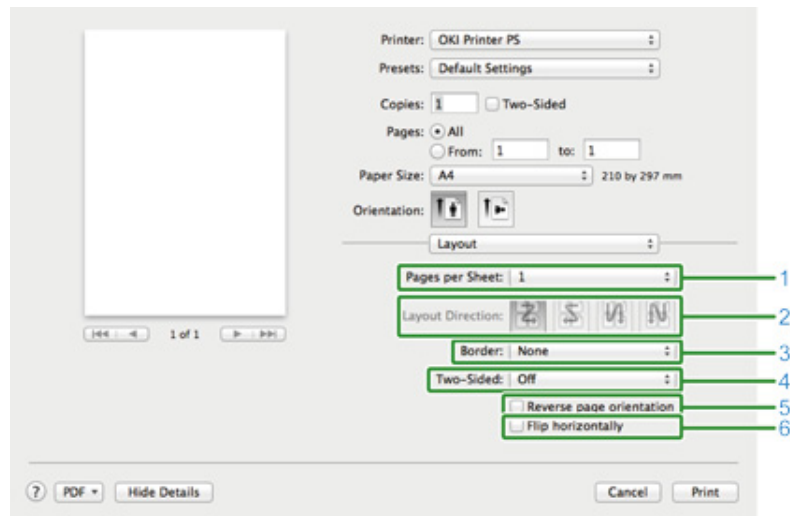 Printer: OKI Printer PS
Presets: Default Settings
Copies: 1 Two-Sided
Pages: All
From: 1 to: 1
Paper Size: A4 210 by 297 mm
Orientation:
Layout
Pages per Sheet: 1 1
Layout Direction: 2
1 of 1
Border: None 3
Two-Sided: Off 4
Reverse page orientation 5
Flip horizontally 6
? PDF Hide Details Cancel Print